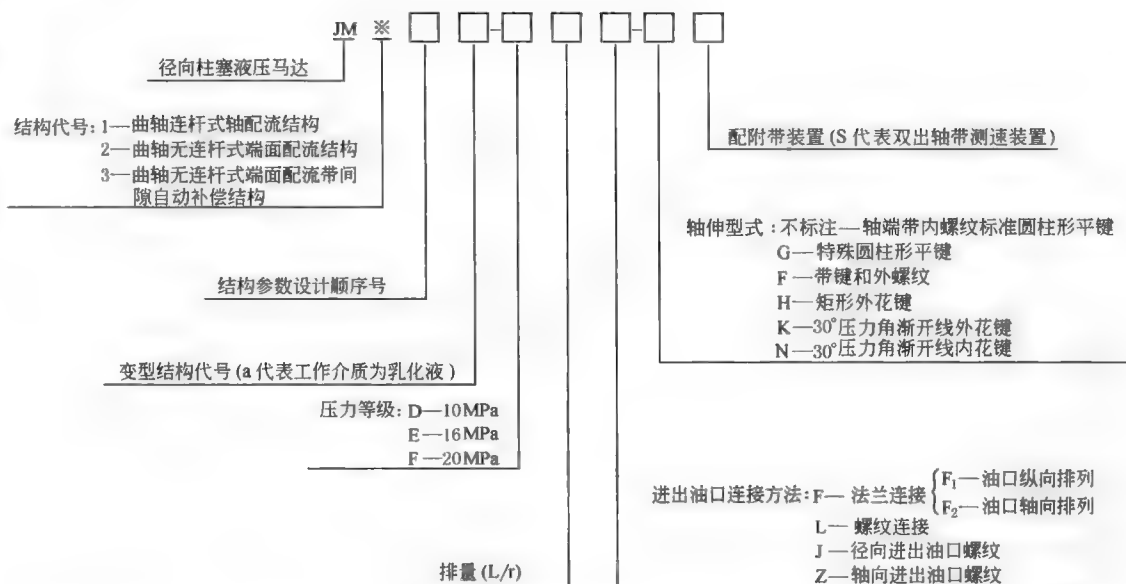 JM ※ □ □-□ □ □-□ □
径向柱塞液压马达
结构代号:1—曲轴连杆式轴配流结构
2—曲轴无连杆式端面配流结构
3—曲轴无连杆式端面配流带间
隙自动补偿结构
结构参数设计顺序号
变型结构代号(a代表工作介质为乳化液)
压力等级:D—10MPa
E—16MPa
F—20MPa
排量(L/r)
配附带装置(S代表双出轴带测速装置)
轴伸型式:不标注—轴端带内螺纹标准圆柱形平键
G—特殊圆柱形平键
F—带键和外螺纹
H—矩形外花键
K—30°压力角渐开线外花键
N—30°压力角渐开线内花键
进出油口连接方法:F—法兰连接{F₁—油口纵向排列
F₂—油口轴向排列
L—螺纹连接
J—径向进出油口螺纹
Z—轴向进出油口螺纹